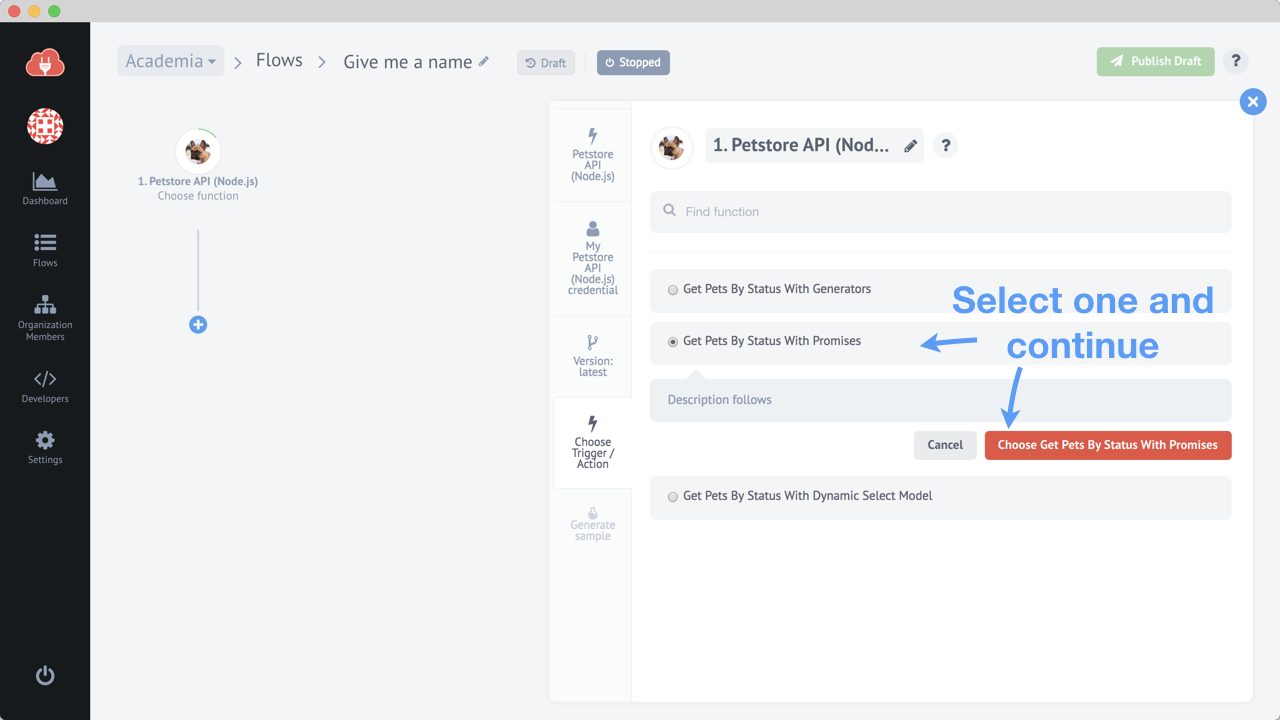 Academia
Flows
Give me a name
Draft
Stopped
Publish Draft
?
Dashboard
Flows
Organization
Members
Developers
Settings
1. Petstore API (Node.js)
Choose function
Petstore
API
(Node.js)
My
Petstore
API
(Node.js)
credential
Version:
latest
Choose
Trigger /
Action
Generate
sample
1. Petstore API (Nod...
?
Find function
Get Pets By Status With Generators
Get Pets By Status With Promises
Select one and
continue
Description follows
Cancel
Choose Get Pets By Status With Promises
Get Pets By Status With Dynamic Select Model